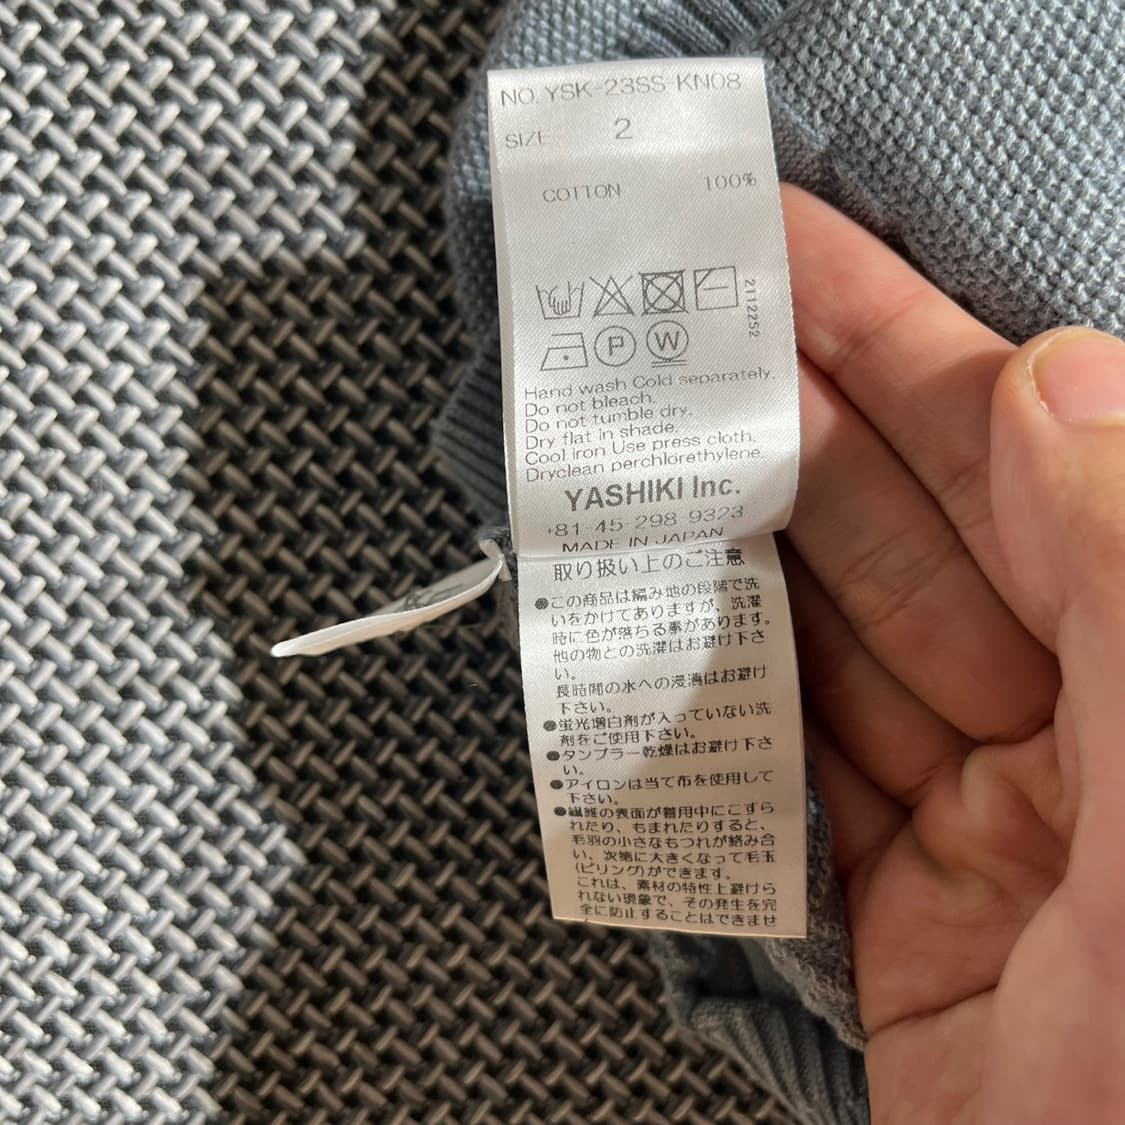 NO. YSK-23SS-KN08
SIZE 2
COTTON 100%
2112252
P W
Hand wash Cold separately.
Do not bleach.
Do not tumble dry.
Dry flat in shade.
Cool iron Use press cloth.
Dryclean perchlorethylene.
YASHIKI Inc.
+81-45-298 9323
MADE IN JAPAN
取り扱い上のご注意
●この商品は編み地の段階で洗
いをかけてありますが、洗濯
時に色が落ちる事があります。
他の物との洗濯はお避け下さ
い。
長時間の水への浸漬はお避け
下さい。
●蛍光増白剤が入っていない洗
剤をご使用下さい。
●タンブラー乾燥はお避け下さ
い。
●アイロンは当て布を使用して
下さい。
●繊維の表面が着用中にこすら
れたり、もまれたりすると、
毛羽の小さなもつれが絡み合
い、次第に大きくなって毛玉
(ピリング)ができます。
これは、素材の特性上避けら
れない現象で、その発生を完
全に防止することはできませ